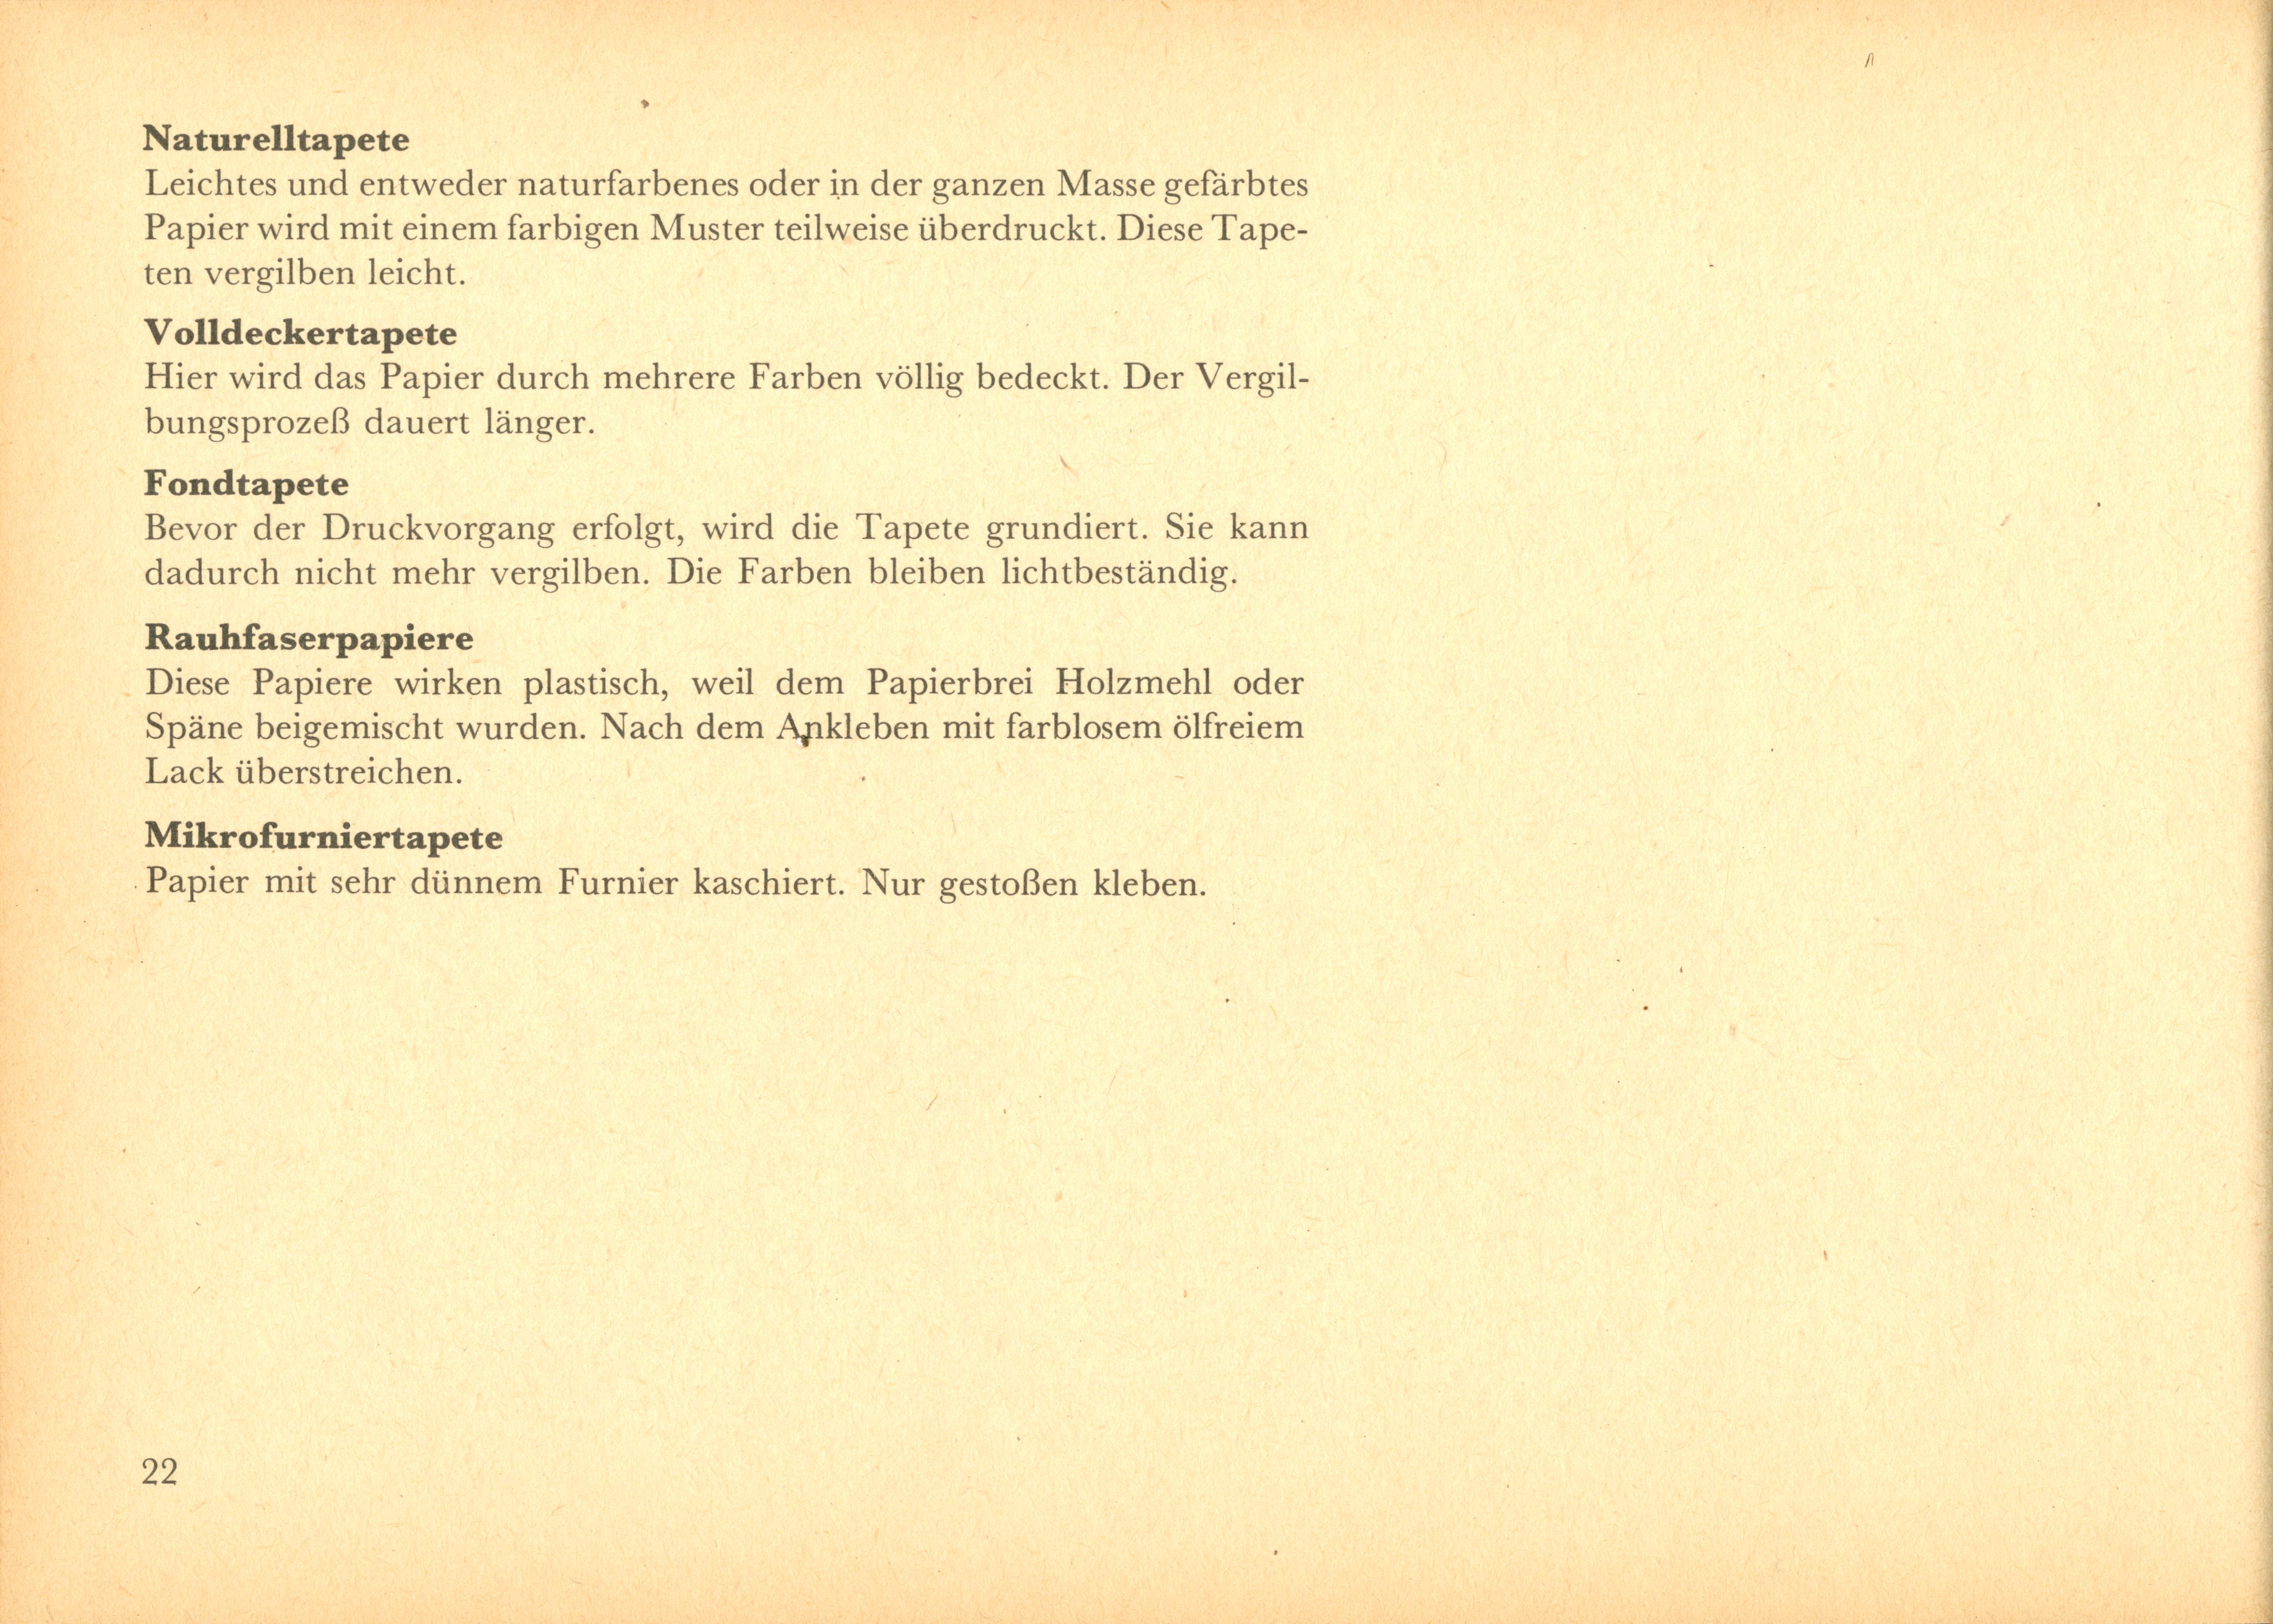 Naturelltapete
Leichtes und entweder naturfarbenes oder in der ganzen Masse gefärbtes
Papier wird mit einem farbigen Muster teilweise überdruckt. Diese Tape-
ten vergilben leicht.
Volldeckertapete
Hier wird das Papier durch mehrere Farben völlig bedeckt. Der Vergil-
bungsprozeß dauert länger.
Fondtapete
Bevor der Druckvorgang erfolgt, wird die Tapete grundiert. Sie kann
dadurch nicht mehr vergilben. Die Farben bleiben lichtbeständig.
Rauhfaserpapiere
Diese Papiere wirken plastisch, weil dem Papierbrei Holzmehl oder
Späne beigemischt wurden. Nach dem Ankleben mit farblosem ölfreiem
Lack überstreichen.
Mikrofurniertapete
Papier mit sehr dünnem Furnier kaschiert. Nur gestoßen kleben.
22